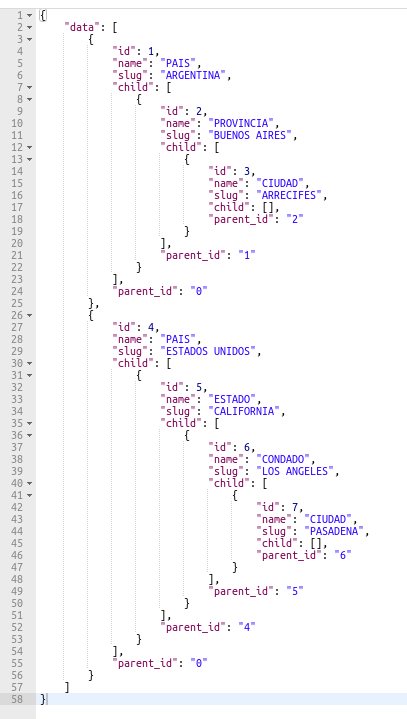 1 {
2     "data": [
3         {
4             "id": 1,
5             "name": "PAIS",
6             "slug": "ARGENTINA",
7             "child": [
8                 {
9                     "id": 2,
10                     "name": "PROVINCIA",
11                     "slug": "BUENOS AIRES",
12                     "child": [
13                         {
14                             "id": 3,
15                             "name": "CIUDAD",
16                             "slug": "ARRECIFES",
17                             "child": [],
18                             "parent_id": "2"
19                         }
20                     ],
21                     "parent_id": "1"
22                 }
23             ],
24             "parent_id": "0"
25         },
26         {
27             "id": 4,
28             "name": "PAIS",
29             "slug": "ESTADOS UNIDOS",
30             "child": [
31                 {
32                     "id": 5,
33                     "name": "ESTADO",
34                     "slug": "CALIFORNIA",
35                     "child": [
36                         {
37                             "id": 6,
38                             "name": "CONDADO",
39                             "slug": "LOS ANGELES",
40                             "child": [
41                                 {
42                                     "id": 7,
43                                     "name": "CIUDAD",
44                                     "slug": "PASADENA",
45                                     "child": [],
46                                     "parent_id": "6"
47                                 }
48                             ],
49                             "parent_id": "5"
50                         }
51                     ],
52                     "parent_id": "4"
53                 }
54             ],
55             "parent_id": "0"
56         }
57     ]
58 }